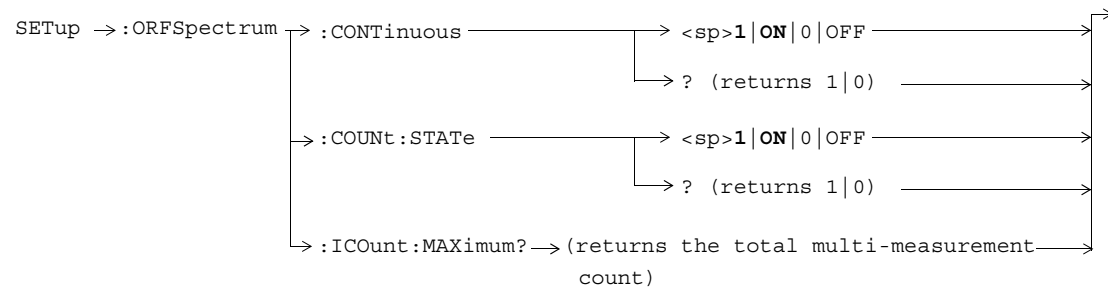 SETup :ORFSpectrum :CONTinuous <sp>1|ON|0|OFF
? (returns 1|0)
:COUNt:STATe <sp>1|ON|0|OFF
? (returns 1|0)
:ICOunt:MAXimum? (returns the total multi-measurement
count)